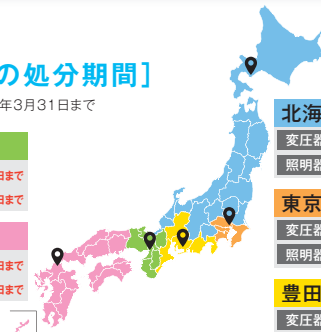 の処分期間］
年3月31日まで
日まで
日まで
日まで
日まで
北海
変圧器
照明器
東京
変圧器
照明器
豊田
変圧器